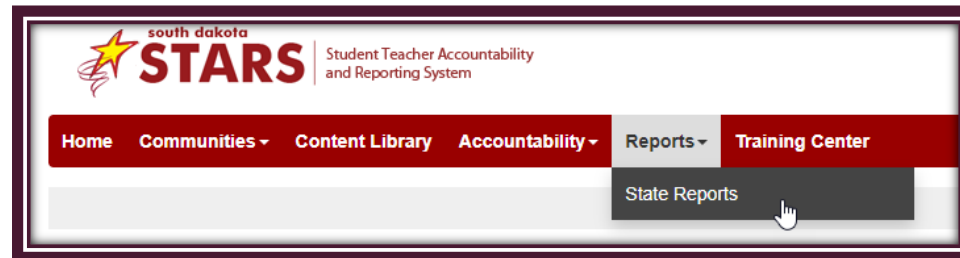 south dakota
STARS
Student Teacher Accountability
and Reporting System
Home Communities Content Library Accountability Reports Training Center
State Reports